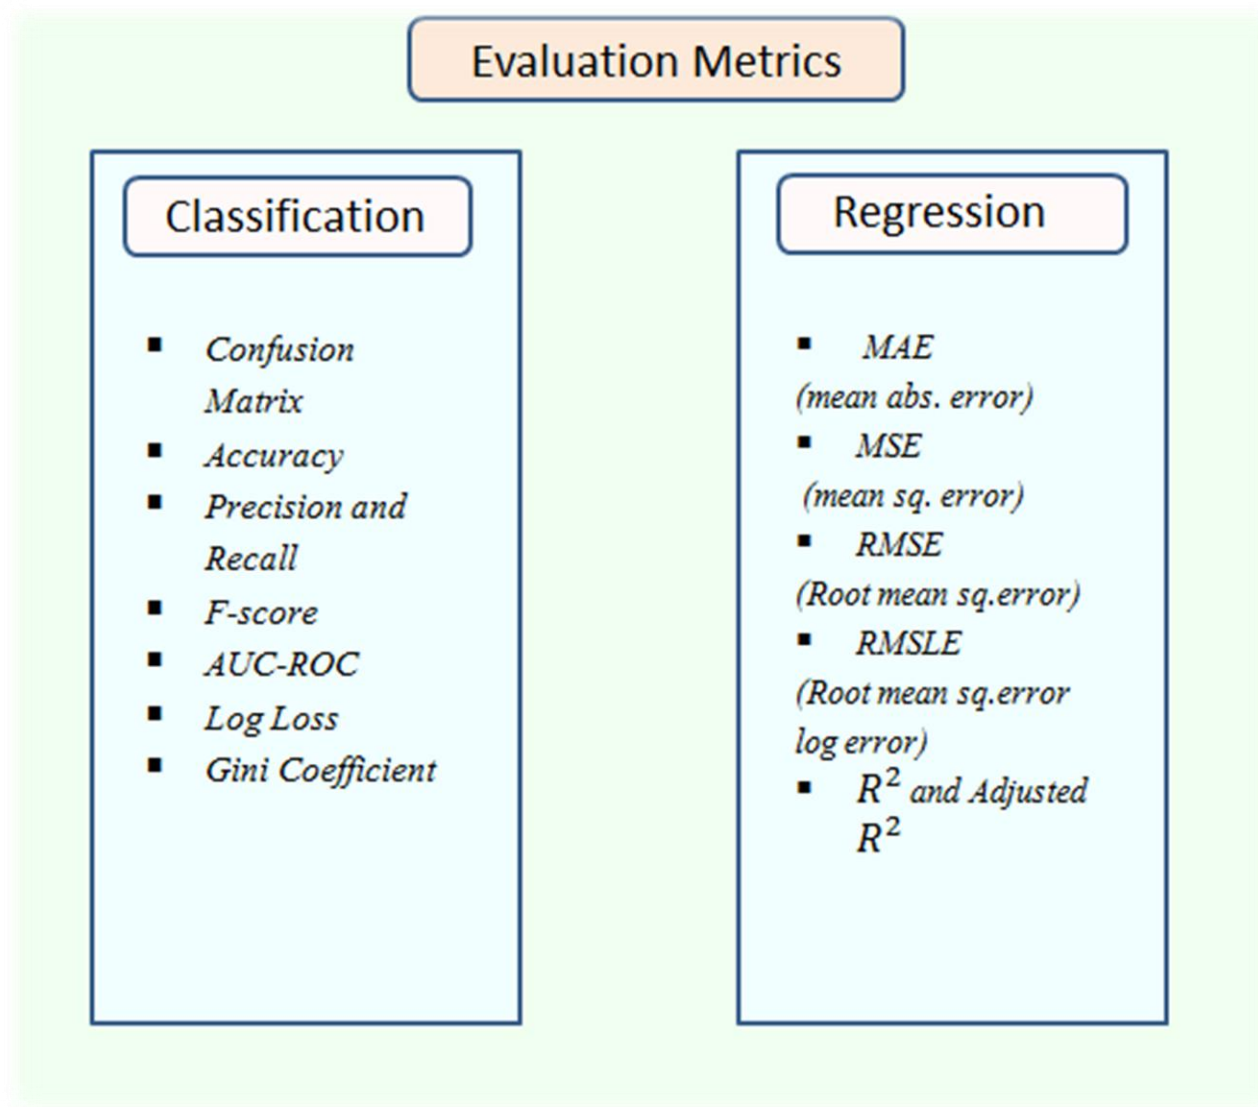 Evaluation Metrics
Classification
▪ Confusion
Matrix
▪ Accuracy
▪ Precision and
Recall
▪ F-score
▪ AUC-ROC
▪ Log Loss
▪ Gini Coefficient
Regression
▪ MAE
(mean abs. error)
▪ MSE
(mean sq. error)
▪ RMSE
(Root mean sq.error)
▪ RMSLE
(Root mean sq.error
log error)
▪ R² and Adjusted
R²